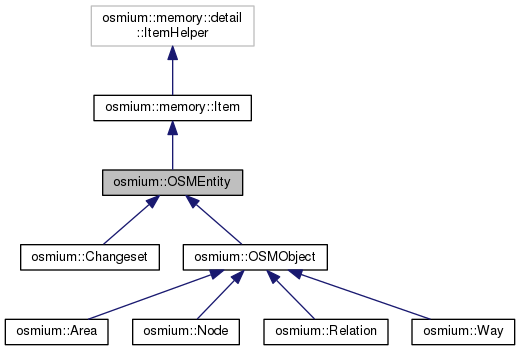 osmium::memory::detail
::ItemHelper
osmium::memory::Item
osmium::OSMEntity
osmium::Changeset
osmium::OSMObject
osmium::Area
osmium::Node
osmium::Relation
osmium::Way